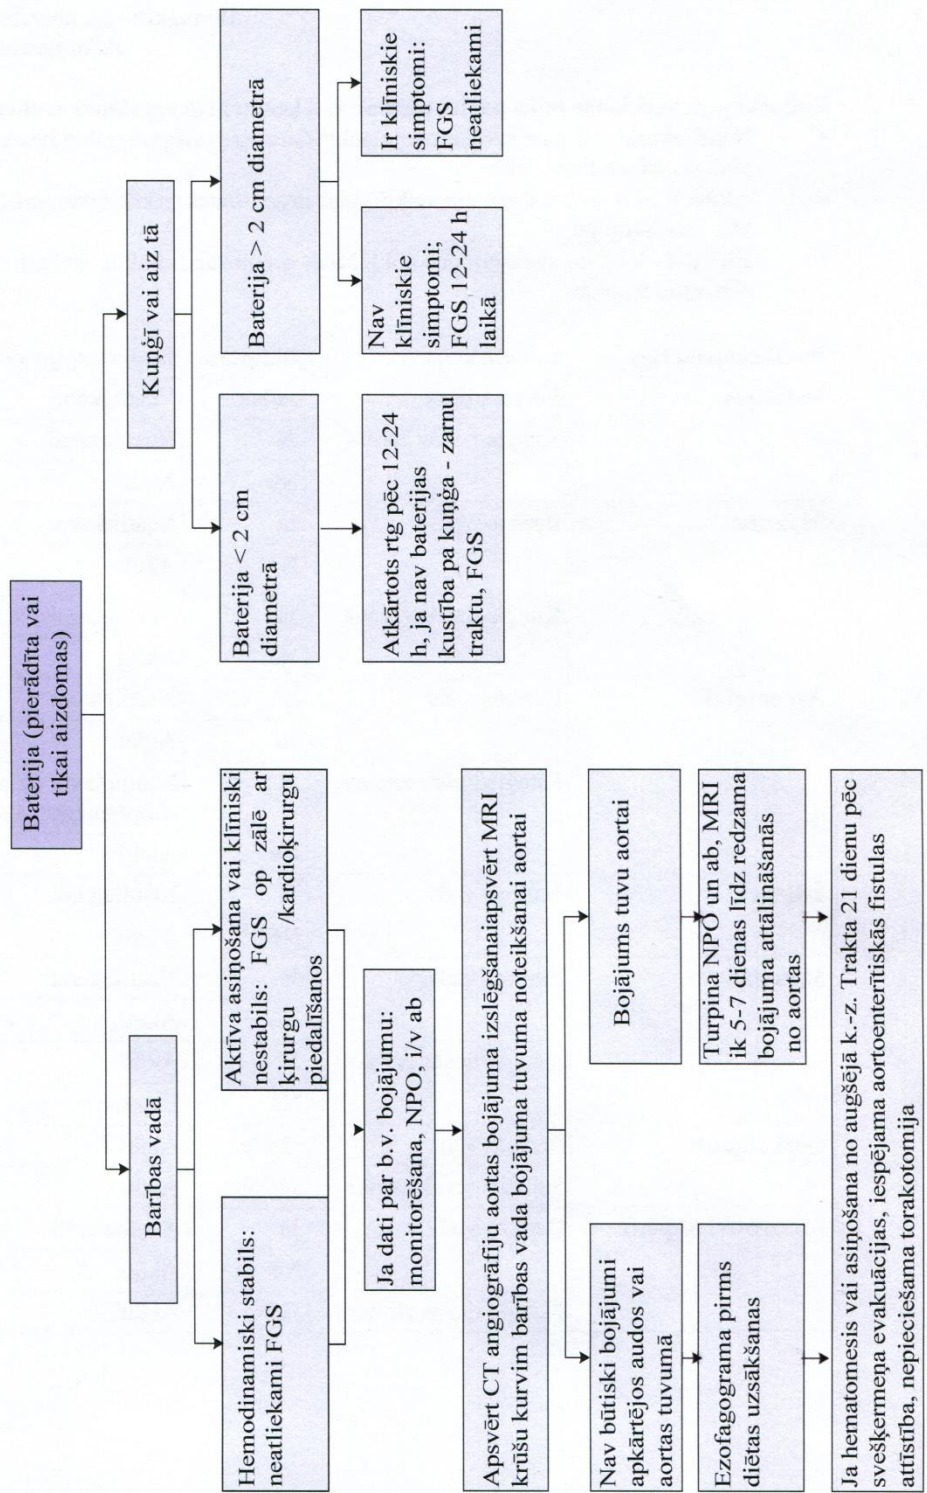 Baterija (pierādīta vai
tikai aizdomas)
Barības vadā
Kuņģī vai aiz tā
Hemodinamiski stabils:
neatliekami FGS
Aktīva asiņošana vai klīniski
nestabils: FGS op zālē ar
ķirurgu /kardioķirurgu
piedalīšanos
Baterija < 2 cm
diametrā
Baterija > 2 cm diametrā
Ja dati par b.v. bojājumu:
monitorēšana, NPO, i/v ab
Atkārtots rtg pēc 12-24
h, ja nav baterijas
kustība pa kuņģa - zarnu
traktu, FGS
Nav
klīniskie
simptomi;
FGS 12-24 h
laikā
Ir klīniskie
simptomi:
FGS
neatliekami
Apsvērt CT angiogrāfiju aortas bojājuma izslēgšanaiapsvērt MRI
krūšu kurvim barības vada bojājuma tuvuma noteikšanai aortai
Nav būtiski bojājumi
apkārtējos audos vai
aortas tuvumā
Bojājums tuvu aortai
Ezofagograma pirms
diētas uzsākšanas
Turpina NPO un ab, MRI
ik 5-7 dienas līdz redzama
bojājuma attālināšanās
no aortas
Ja hematomesis vai asiņošana no augšējā k.-z. Trakta 21 dienu pēc
svešķermeņa evakuācijas, iespējama aortoenterītiskās fistulas
attīstība, nepieciešama torakotomija